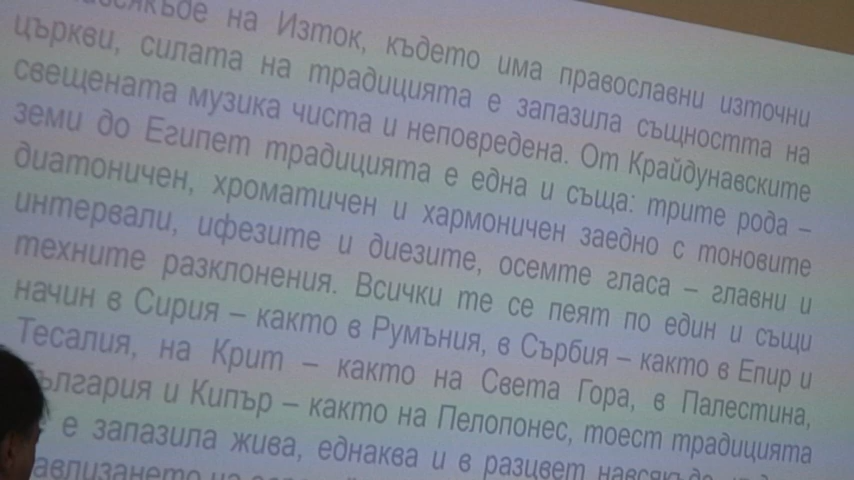 на Изток, където има православни източни
църкви, силата на традицията е запазила същността на
свещената музика чиста и неповредена. От Крайдунавските
земи до Египет традицията е една и съща: трите рода –
диатоничен, хроматичен и хармоничен заедно с тоновите
интервали, ифезите и диезите, осемте гласа – главни и
техните разклонения. Всички те се пеят по един и същи
начин в Сирия – както в Румъния, в Сърбия – както в Епир и
Тесалия, на Крит – както на Света Гора, в Палестина,
България и Кипър – както на Пелопонес, тоест традицията
е запазила жива, еднаква и в разцвет навсякъде